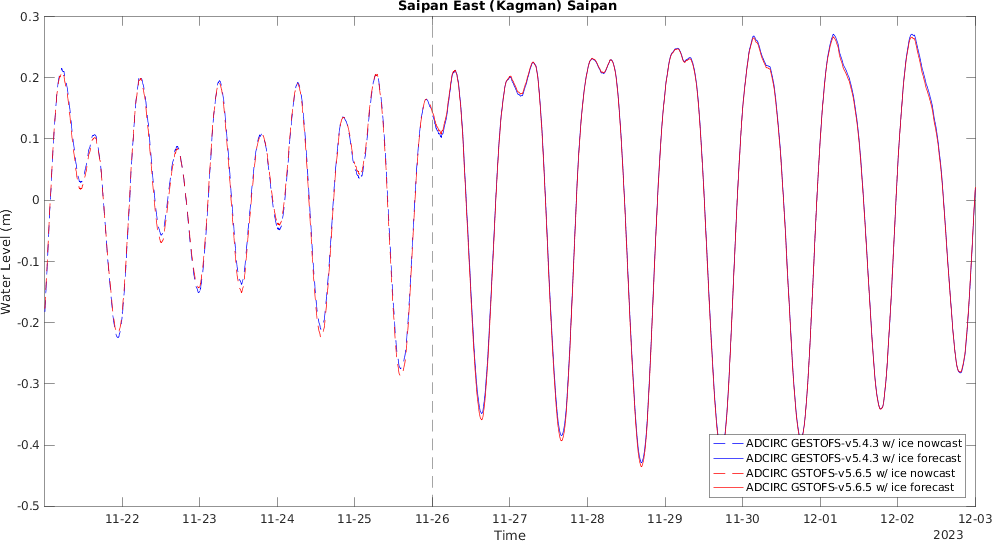 Saipan East (Kagman) Saipan
0.3
0.2
0.1
0
-0.1
-0.2
-0.3
-0.4
-0.5
Water Level (m)
ADCIRC GESTOFS-v5.4.3 w/ ice nowcast
ADCIRC GESTOFS-v5.4.3 w/ ice forecast
ADCIRC GSTOFS-v5.6.5 w/ ice nowcast
ADCIRC GSTOFS-v5.6.5 w/ ice forecast
11-22 11-23 11-24 11-25 11-26 11-27 11-28 11-29 11-30 12-01 12-02 12-03
Time
2023